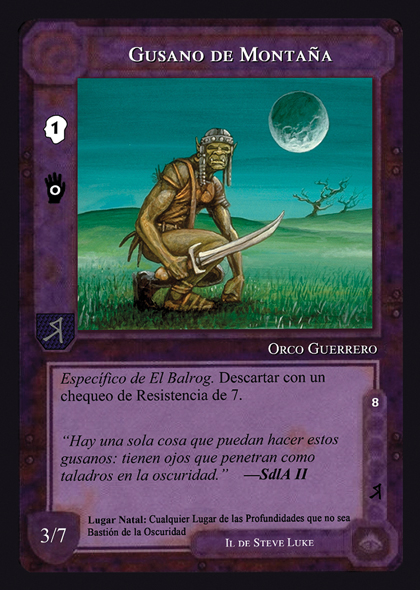 GUSANO DE MONTAÑA
1
ORCO GUERRERO
Específico de El Balrog. Descartar con un
chequeo de Resistencia de 7.
8
“Hay una sola cosa que puedan hacer estos
gusanos: tienen ojos que penetran como
taladros en la oscuridad.” —SdlA II
Lugar Natal: Cualquier Lugar de las Profundidades que no sea
Bastión de la Oscuridad
3/7
IL DE STEVE LUKE